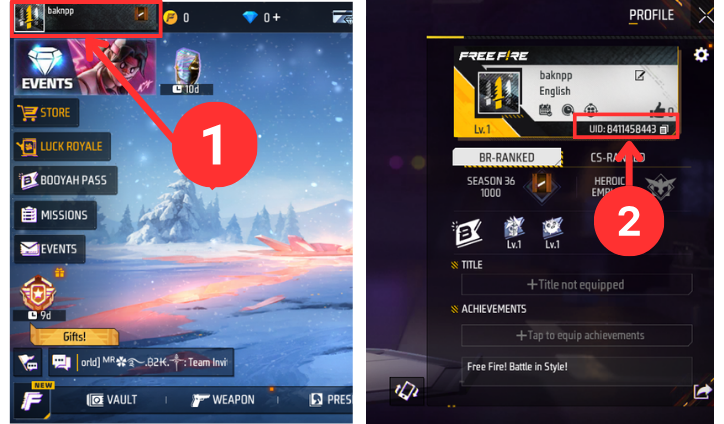 baknpp
0
0 +
EVENTS
10d
STORE
LUCK ROYALE
BOOYAH PASS
MISSIONS
EVENTS
9d
Gifts!
orld] MR
.82K.
: Team Invi
NEW
VAULT
WEAPON
PRES
1
PROFILE
FREE FIRE
baknpp
English
0
Lv.1
UID: 8411458443
BR-RANKED
CS-RA
D
SEASON 36
1000
HEROIC
EMB
Lv.1
Lv.1
2
TITLE
+Title not equipped
ACHIEVEMENTS
+Tap to equip achievements
Free Fire! Battle in Style!